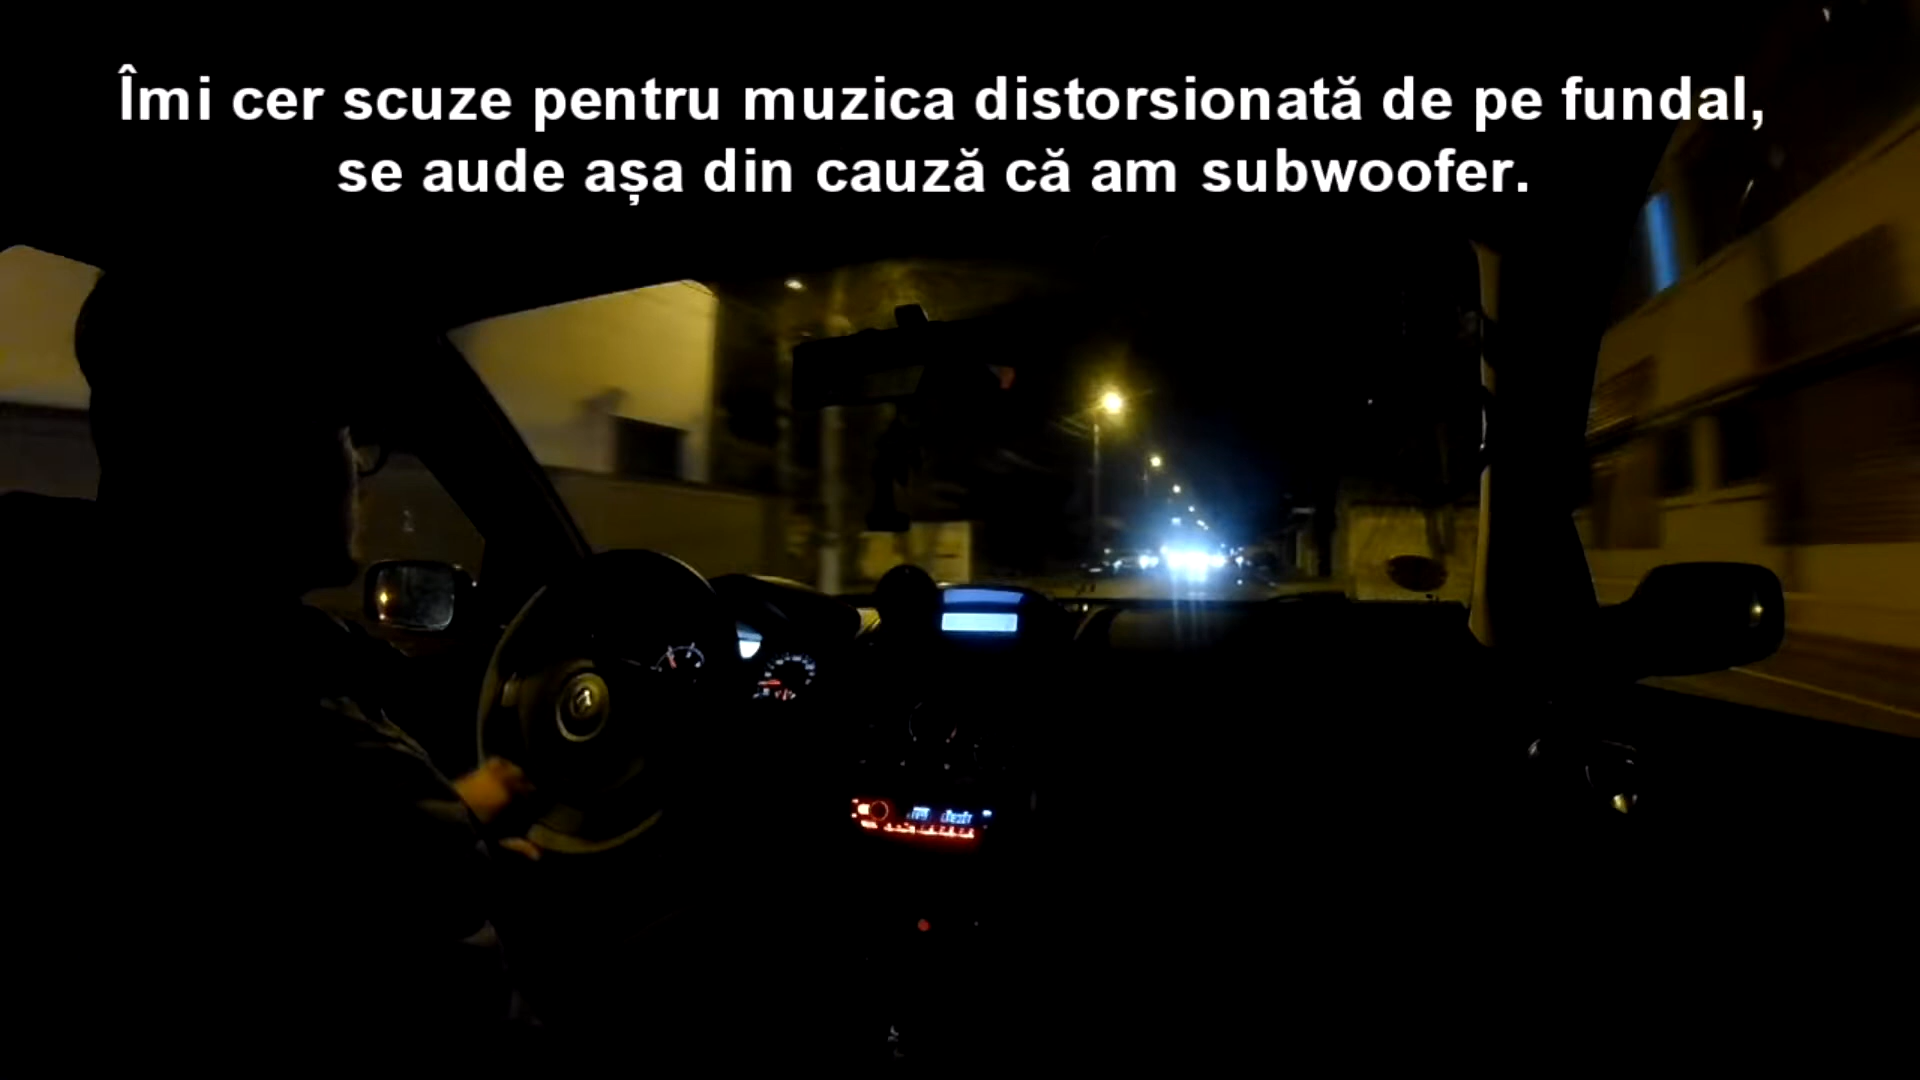 Îmi cer scuze pentru muzica distorsionată de pe fundal,
se aude așa din cauză că am subwoofer.